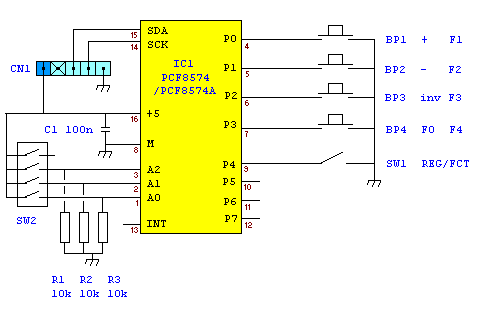 SDA
15
SCK
14
IC1
PCF8574
/PCF8574A
P0
4
BP1 + F1
CN1
P1
5
BP2 - F2
P2
6
BP3 inv F3
+5
16
C1 100n
P3
7
BP4 F0 F4
M
8
P4
9
SW1 REG/FCT
A2
3
A1
2
P5
10
A0
1
P6
11
SW2
INT
13
P7
12
R1 R2 R3
10k 10k 10k